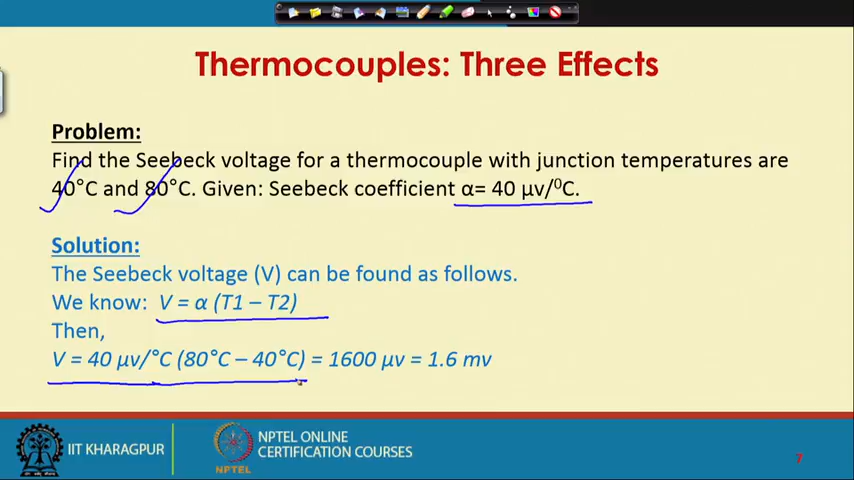 Thermocouples: Three Effects
Problem:
Find the Seebeck voltage for a thermocouple with junction temperatures are
40°C and 80°C. Given: Seebeck coefficient α= 40 μv/⁰C.
Solution:
The Seebeck voltage (V) can be found as follows.
We know: V = α (T1 – T2)
Then,
V = 40 μv/°C (80°C – 40°C) = 1600 μv = 1.6 mv
IIT KHARAGPUR
NPTEL
NPTEL ONLINE
CERTIFICATION COURSES
7